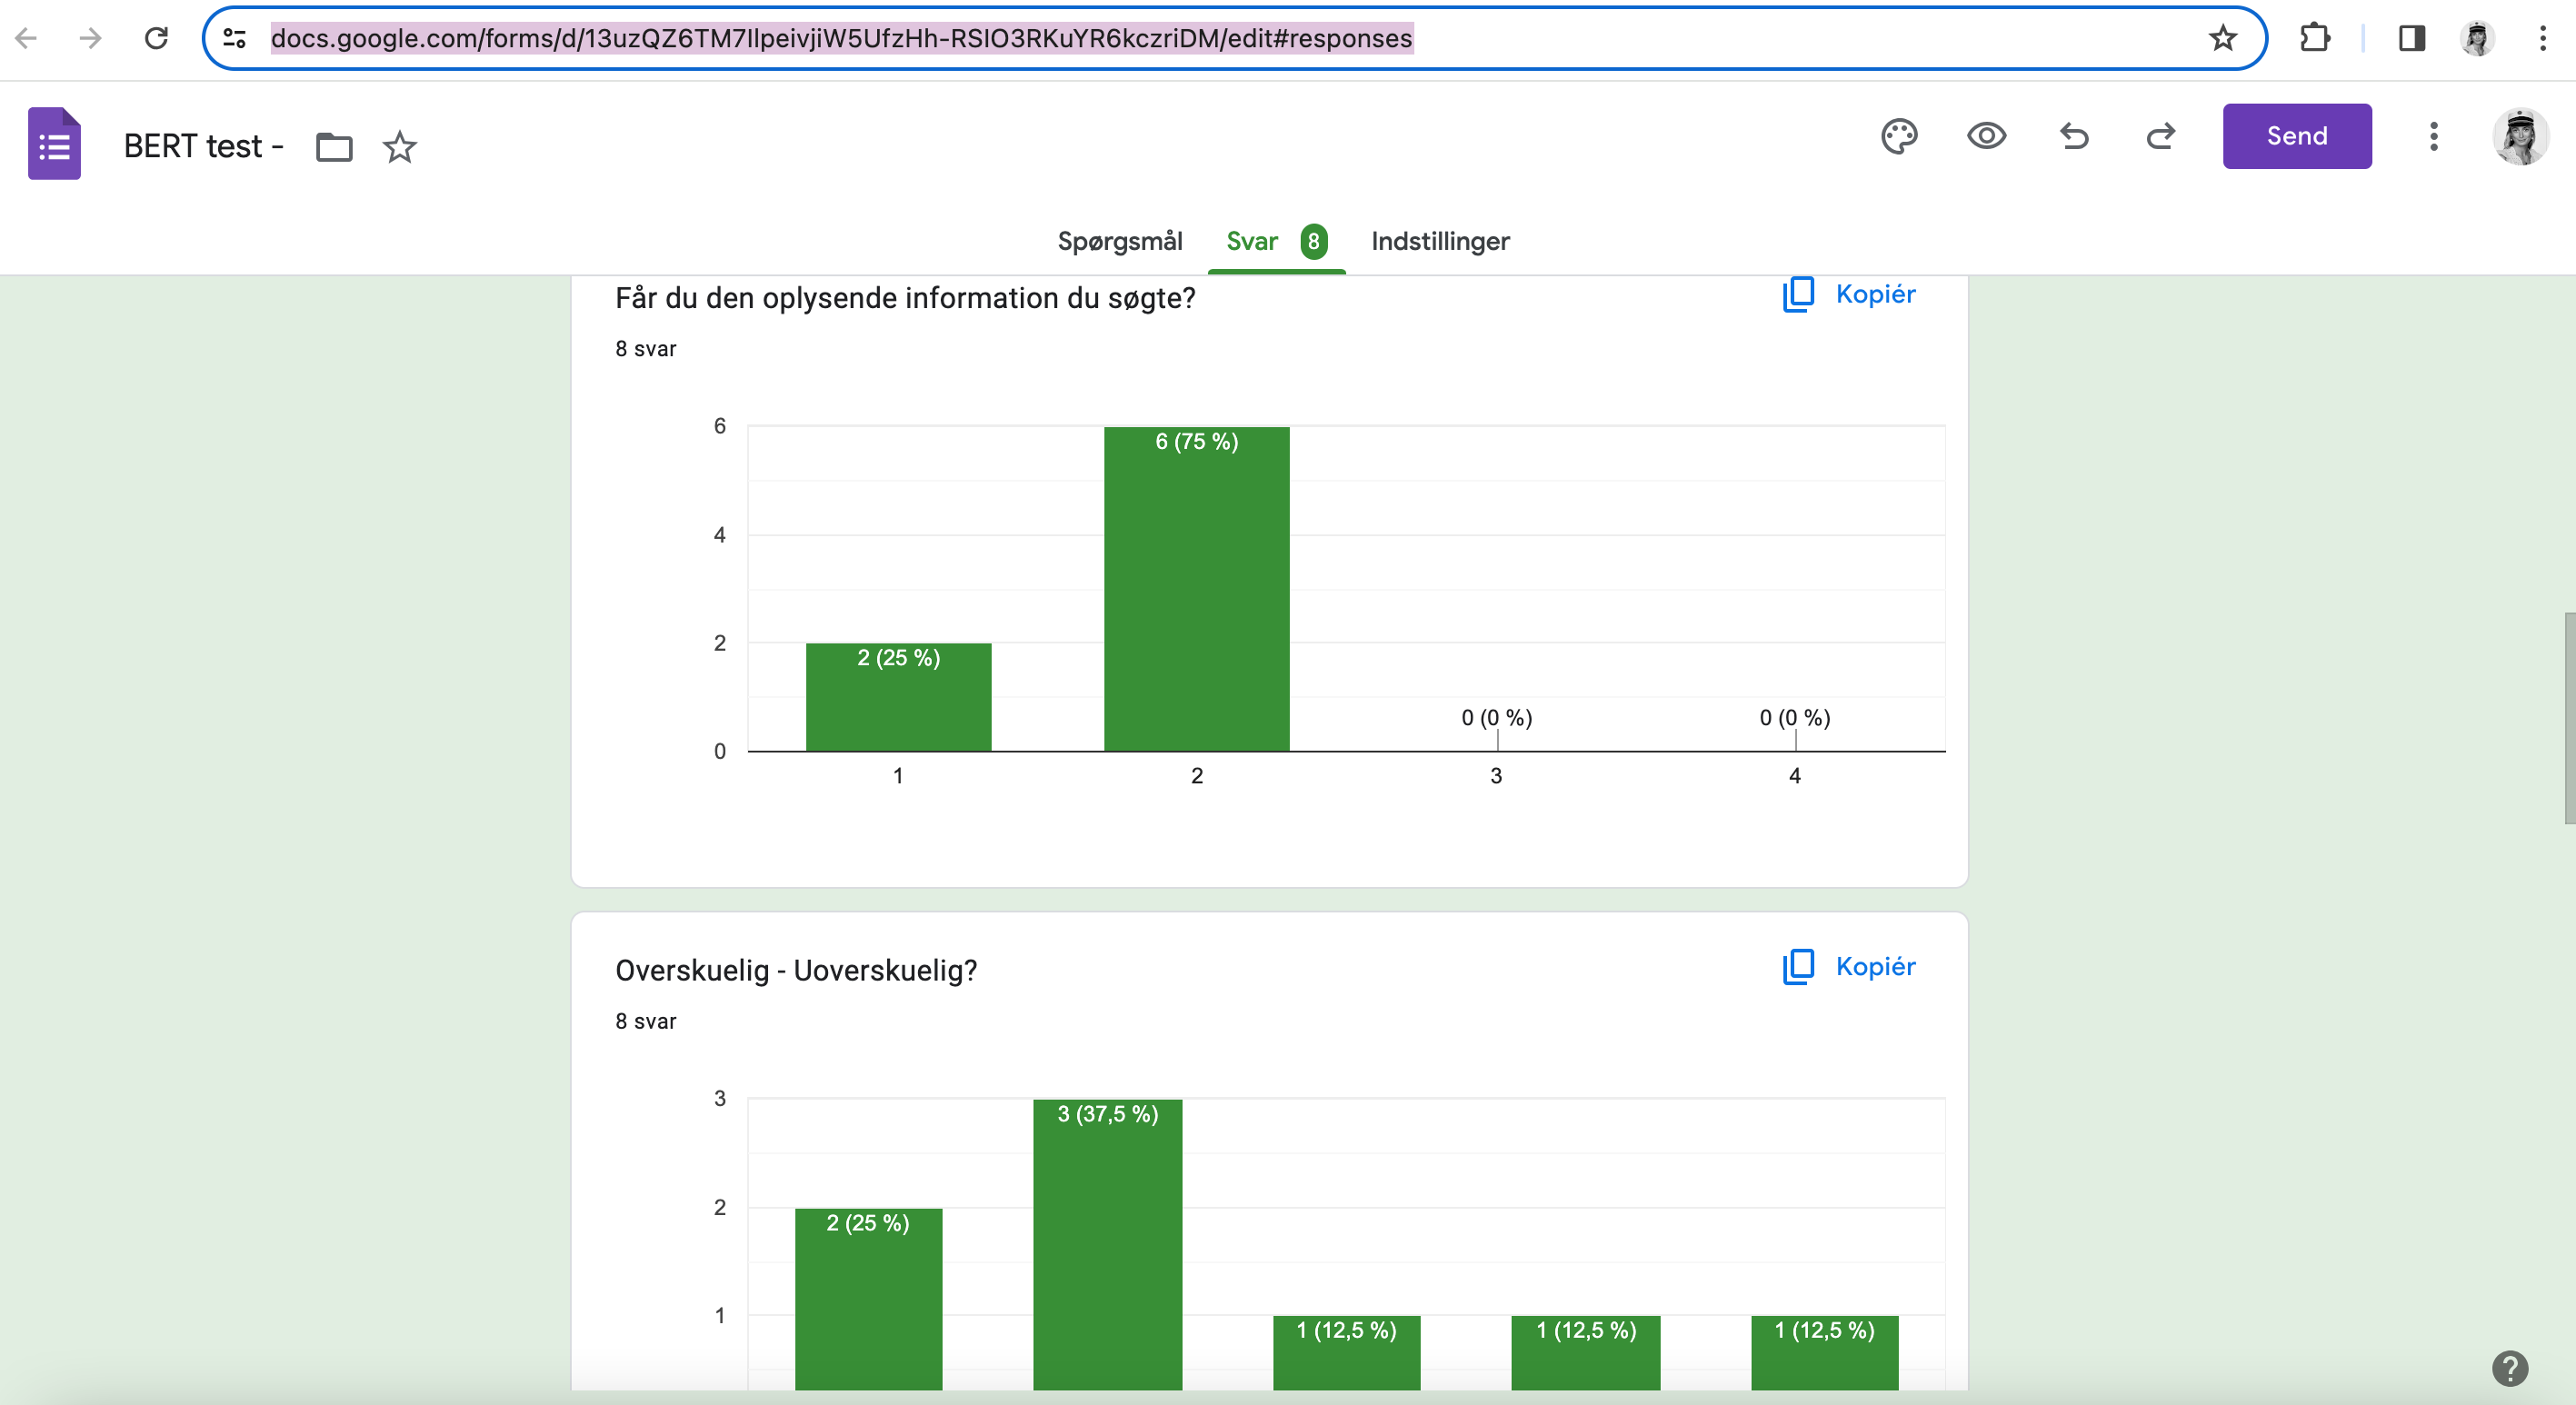 docs.google.com/forms/d/13uzQZ6TM7IlpeivjiW5UfzHh-RSIO3RKuYR6kczriDM/edit#responses
BERT test -
Send
Spørgsmål Svar 8 Indstillinger
Får du den oplysende information du søgte?
Kopiér
8 svar
6
6 (75 %)
4
2
2 (25 %)
0 (0 %) 0 (0 %)
0
1 2 3 4
Overskuelig - Uoverskuelig?
Kopiér
8 svar
3
3 (37,5 %)
2
2 (25 %)
1
1 (12,5 %) 1 (12,5 %) 1 (12,5 %)
?